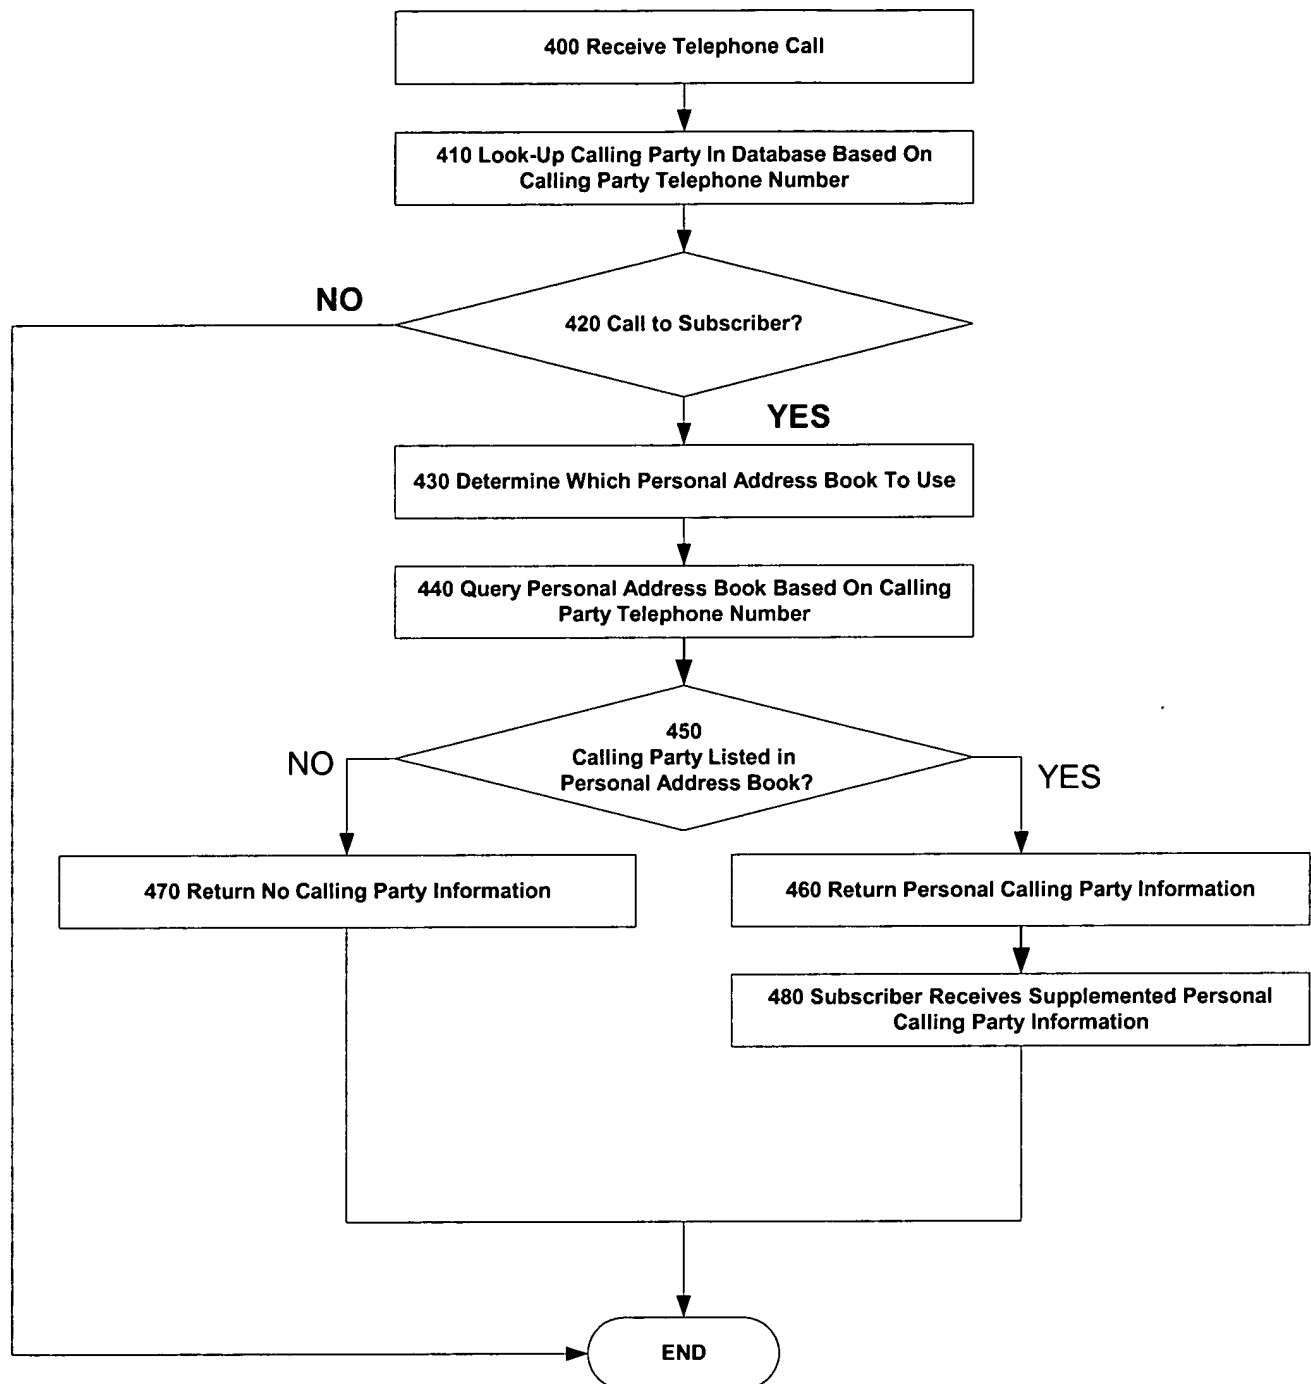 400 Receive Telephone Call
410 Look-Up Calling Party In Database Based On
Calling Party Telephone Number
NO
420 Call to Subscriber?
YES
430 Determine Which Personal Address Book To Use
440 Query Personal Address Book Based On Calling
Party Telephone Number
450
Calling Party Listed in
Personal Address Book?
NO
YES
470 Return No Calling Party Information
460 Return Personal Calling Party Information
480 Subscriber Receives Supplemented Personal
Calling Party Information
END